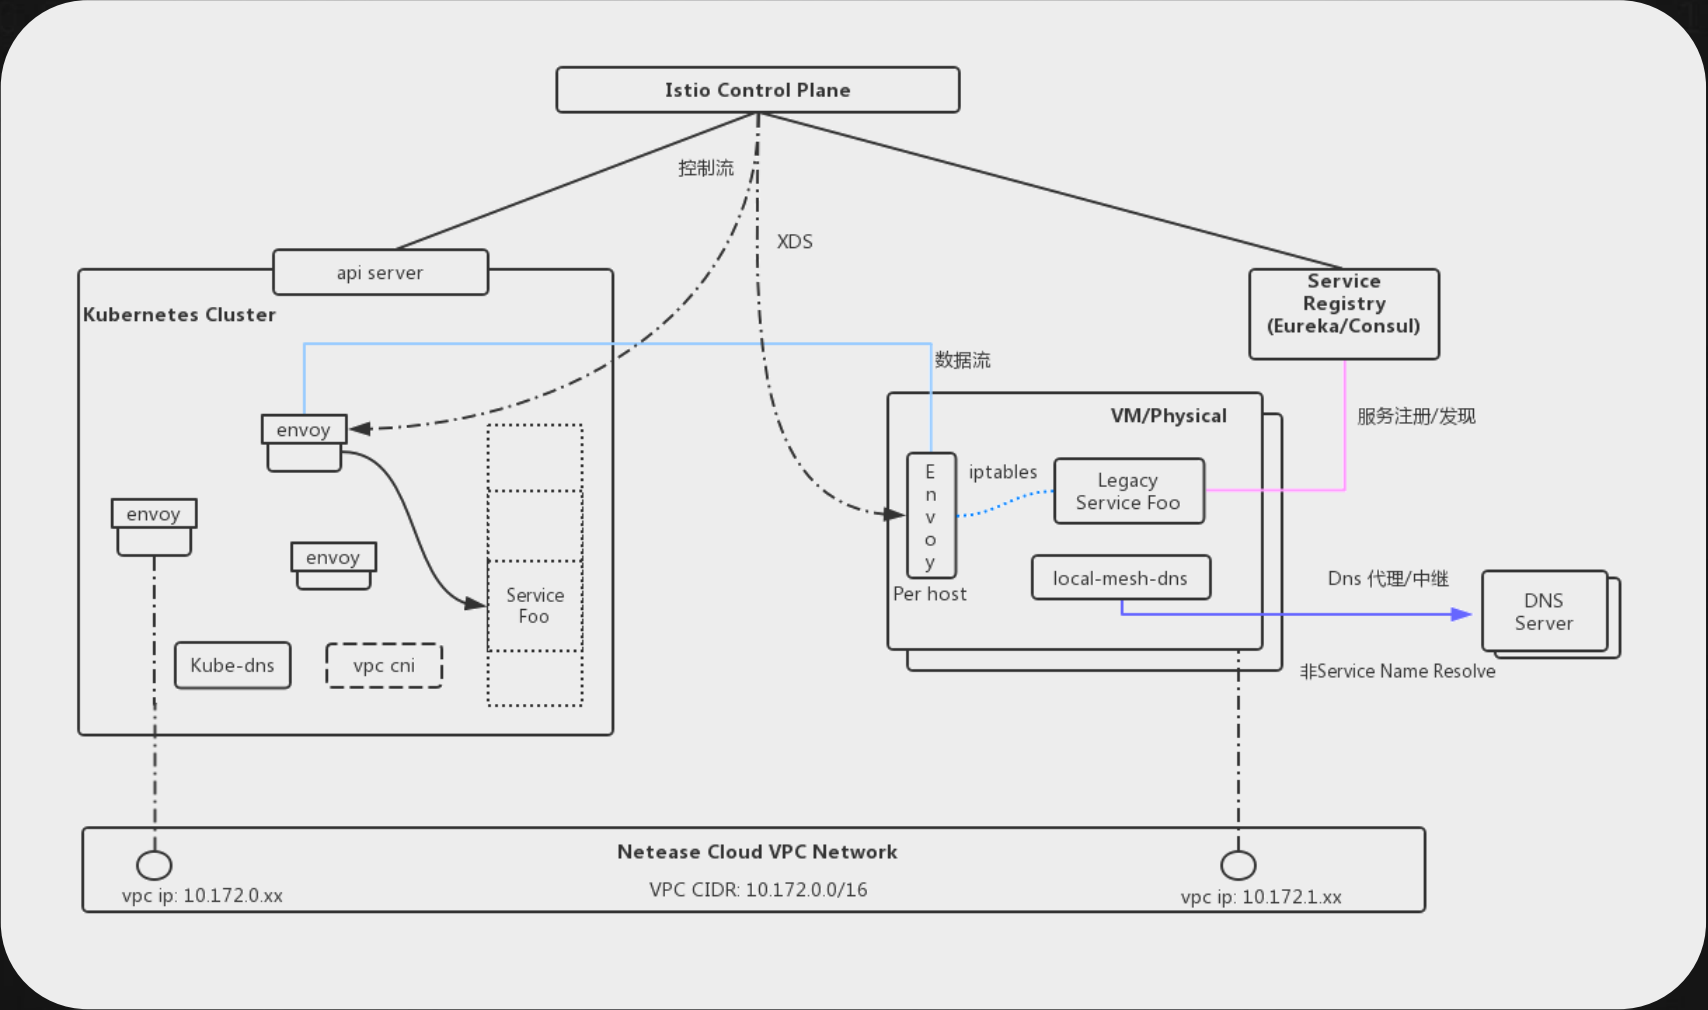 Istio Control Plane
控制流
XDS
api server
Kubernetes Cluster
Service
Registry
(Eureka/Consul)
数据流
envoy
VM/Physical
服务注册/发现
Envoy
iptables
Legacy
Service Foo
envoy
envoy
Service
Foo
local-mesh-dns
Per host
Dns 代理/中继
DNS
Server
Kube-dns
vpc cni
非Service Name Resolve
Netease Cloud VPC Network
VPC CIDR: 10.172.0.0/16
vpc ip: 10.172.0.xx
vpc ip: 10.172.1.xx